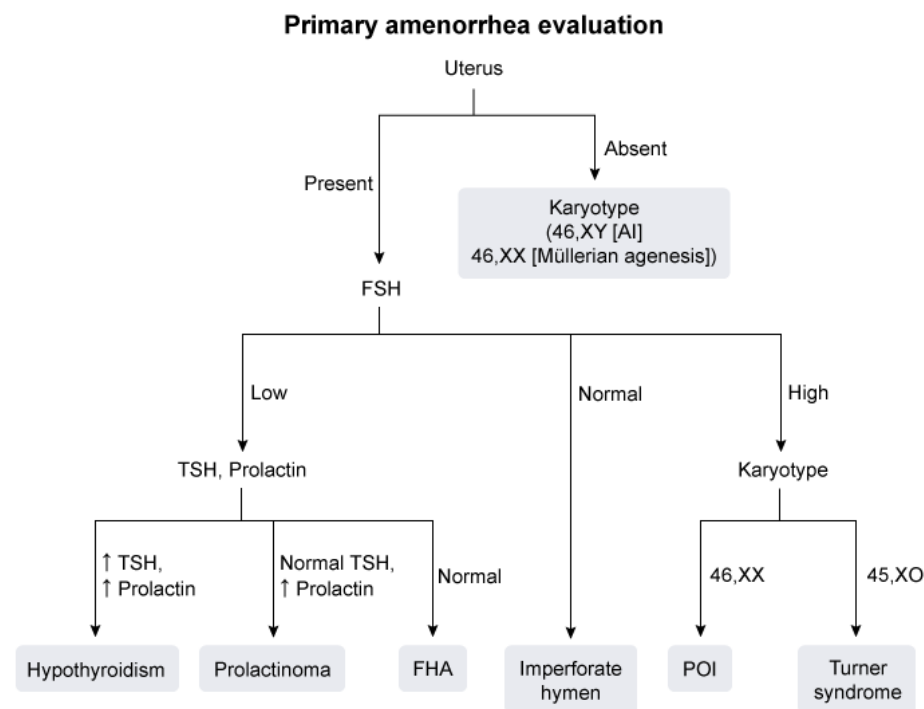 Primary amenorrhea evaluation
Uterus
Present
Absent
Karyotype
(46,XY [AI]
46,XX [Müllerian agenesis])
FSH
Low
Normal
High
TSH, Prolactin
Karyotype
↑ TSH,
↑ Prolactin
Normal TSH,
↑ Prolactin
Normal
46,XX
45,XO
Hypothyroidism
Prolactinoma
FHA
Imperforate
hymen
POI
Turner
syndrome